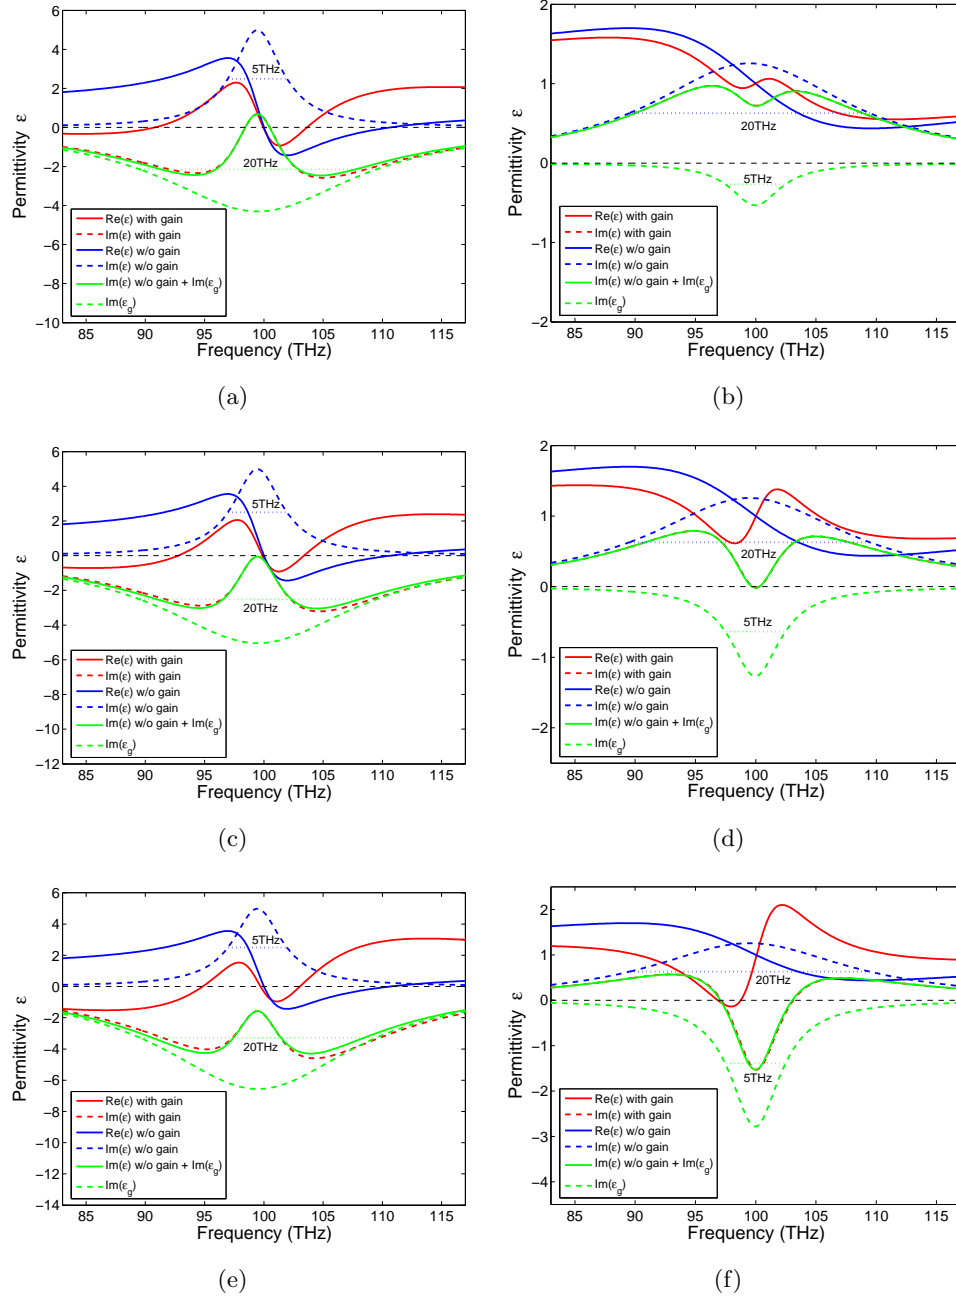 6
4
2
0
−2
−4
−6
−8
−10
Permittivity ε
5THz
20THz
Re(ε) with gain
Im(ε) with gain
Re(ε) w/o gain
Im(ε) w/o gain
Im(ε) w/o gain + Im(εg)
Im(εg)
85 90 95 100 105 110 115
Frequency (THz)
(a)
2
1
0
−1
−2
Permittivity ε
20THz
5THz
Re(ε) with gain
Im(ε) with gain
Re(ε) w/o gain
Im(ε) w/o gain
Im(ε) w/o gain + Im(εg)
Im(εg)
85 90 95 100 105 110 115
Frequency (THz)
(b)
6
4
2
0
−2
−4
−6
−8
−10
−12
Permittivity ε
5THz
20THz
Re(ε) with gain
Im(ε) with gain
Re(ε) w/o gain
Im(ε) w/o gain
Im(ε) w/o gain + Im(εg)
Im(εg)
85 90 95 100 105 110 115
Frequency (THz)
(c)
2
1
0
−1
−2
Permittivity ε
20THz
5THz
Re(ε) with gain
Im(ε) with gain
Re(ε) w/o gain
Im(ε) w/o gain
Im(ε) w/o gain + Im(εg)
Im(εg)
85 90 95 100 105 110 115
Frequency (THz)
(d)
6
4
2
0
−2
−4
−6
−8
−10
−12
−14
Permittivity ε
5THz
20THz
Re(ε) with gain
Im(ε) with gain
Re(ε) w/o gain
Im(ε) w/o gain
Im(ε) w/o gain + Im(εg)
Im(εg)
85 90 95 100 105 110 115
Frequency (THz)
(e)
2
1
0
−1
−2
−3
−4
Permittivity ε
20THz
5THz
Re(ε) with gain
Im(ε) with gain
Re(ε) w/o gain
Im(ε) w/o gain
Im(ε) w/o gain + Im(εg)
Im(εg)
85 90 95 100 105 110 115
Frequency (THz)
(f)